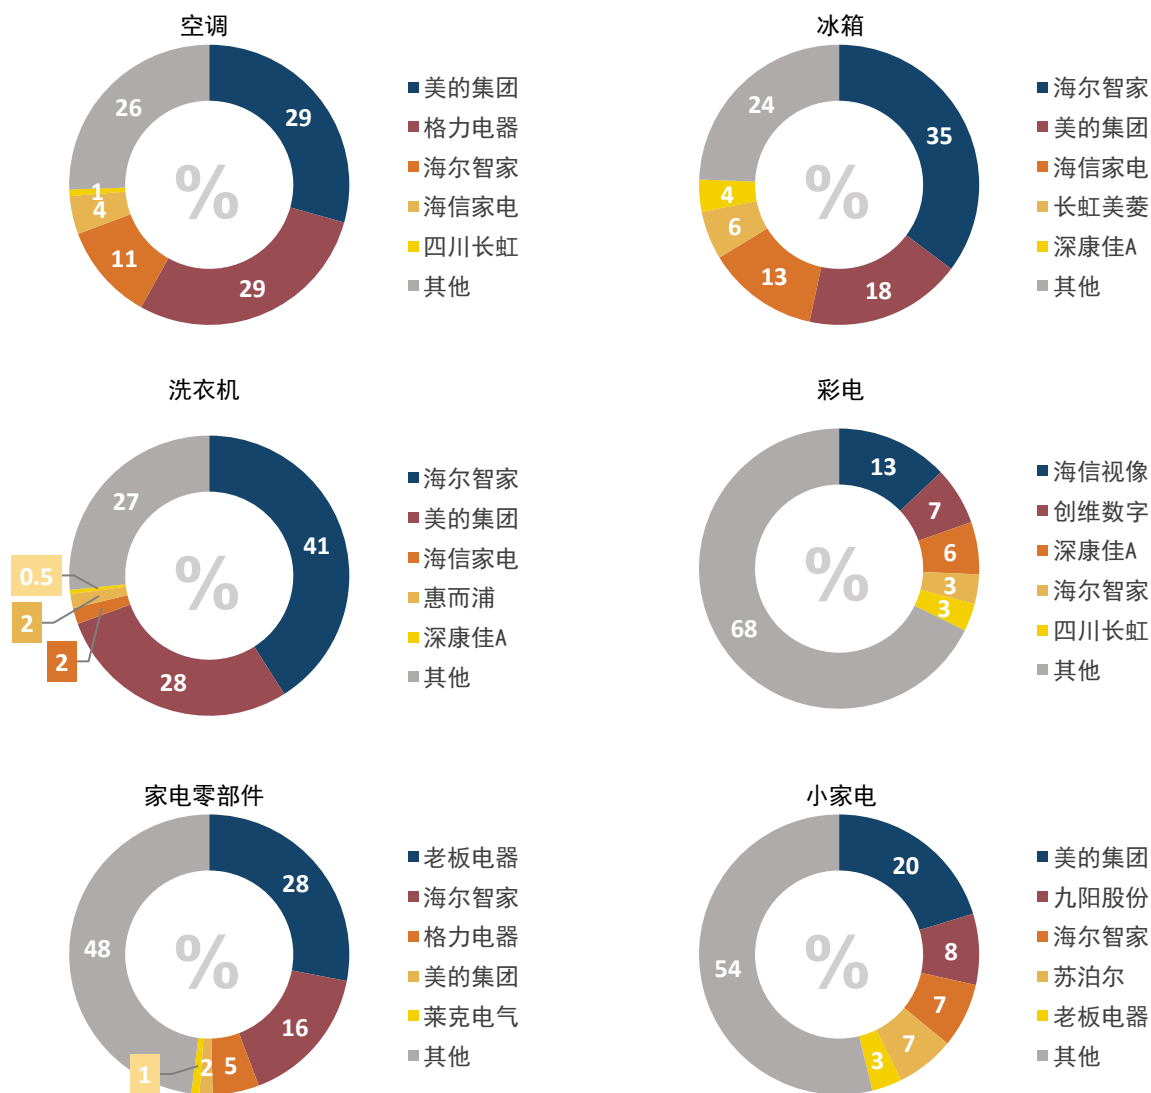 空调
29
29
11
4
1
26
%
美的集团
格力电器
海尔智家
海信家电
四川长虹
其他
冰箱
35
18
13
6
4
24
%
海尔智家
美的集团
海信家电
长虹美菱
深康佳A
其他
洗衣机
41
28
2
2
0.5
27
%
海尔智家
美的集团
海信家电
惠而浦
深康佳A
其他
彩电
13
7
6
3
3
68
%
海信视像
创维数字
深康佳A
海尔智家
四川长虹
其他
家电零部件
28
16
5
2
1
48
%
老板电器
海尔智家
格力电器
美的集团
莱克电气
其他
小家电
20
8
7
7
3
54
%
美的集团
九阳股份
海尔智家
苏泊尔
老板电器
其他